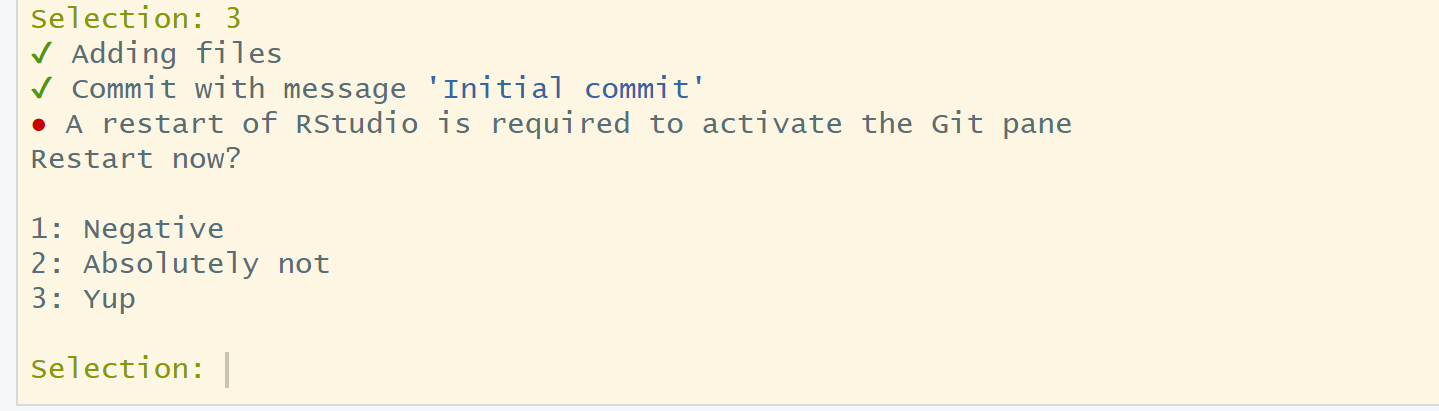 Selection: 3
✔ Adding files
✔ Commit with message 'Initial commit'
● A restart of RStudio is required to activate the Git pane
Restart now?
1: Negative
2: Absolutely not
3: Yup
Selection: